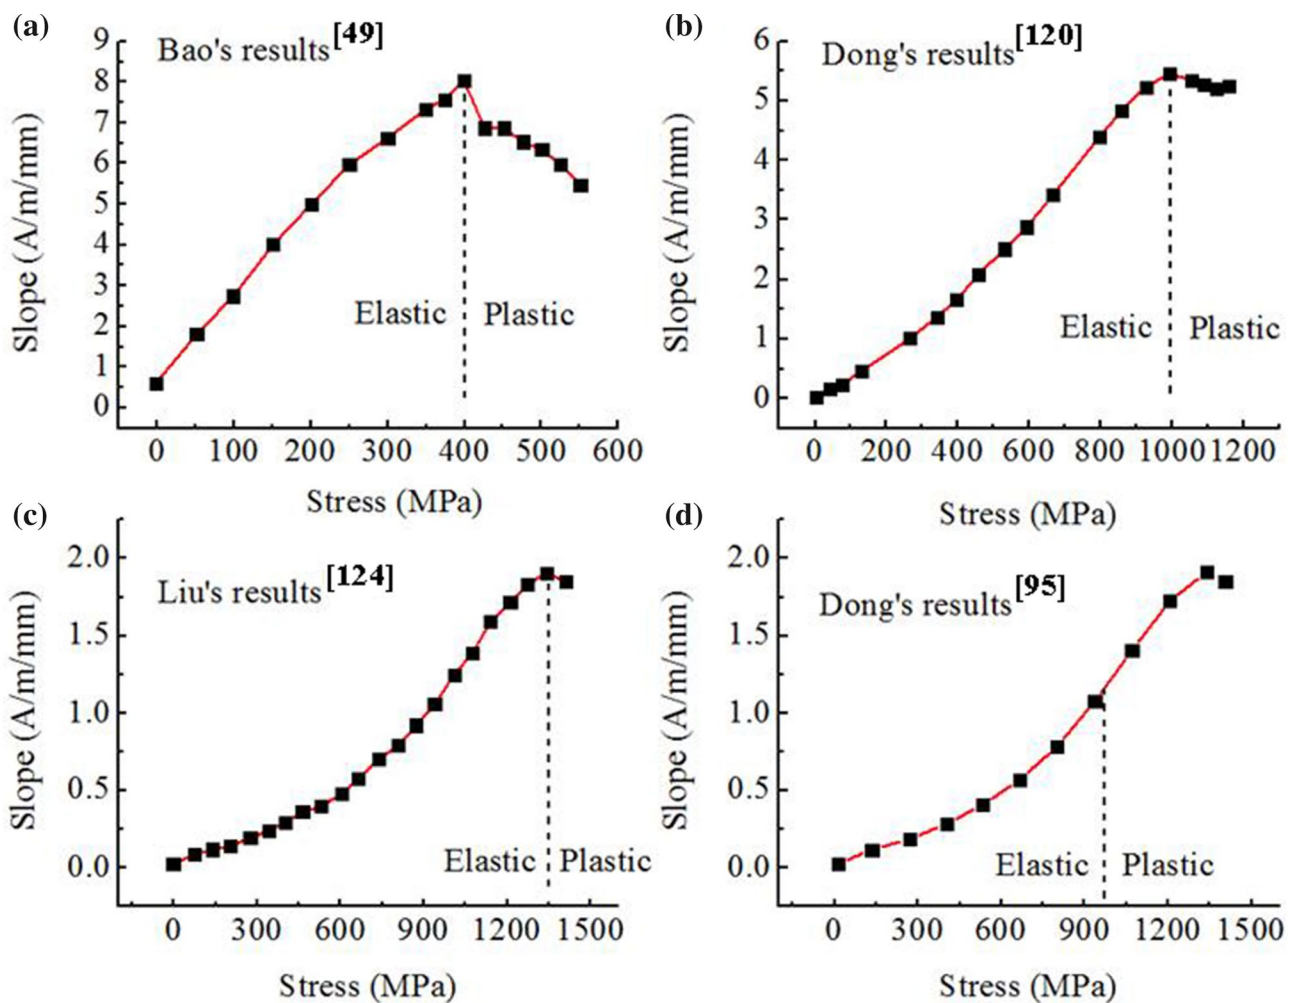 (a)
Bao's results[49]
9
8
7
6
5
4
3
2
1
0
Slope (A/m/mm)
Elastic
Plastic
0 100 200 300 400 500 600
Stress (MPa)
(b)
Dong's results[120]
6
5
4
3
2
1
0
Slope (A/m/mm)
Elastic
Plastic
0 200 400 600 800 1000 1200
Stress (MPa)
(c)
Liu's results[124]
2.0
1.5
1.0
0.5
0.0
Slope (A/m/mm)
Elastic
Plastic
0 300 600 900 1200 1500
Stress (MPa)
(d)
Dong's results[95]
2.0
1.5
1.0
0.5
0.0
Slope (A/m/mm)
Elastic
Plastic
0 300 600 900 1200 1500
Stress (MPa)